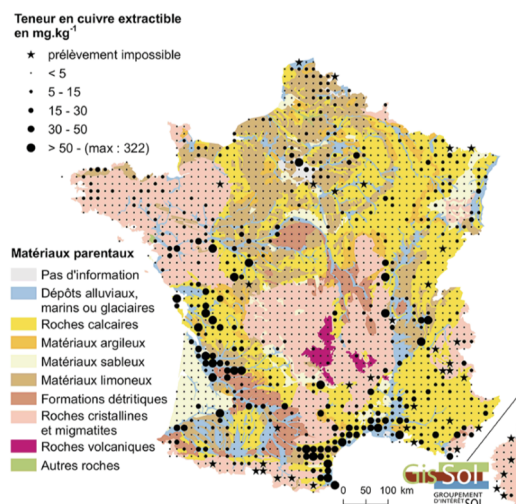 Teneur en cuivre extractible
en mg.kg⁻¹
prélèvement impossible
< 5
5 - 15
15 - 30
30 - 50
> 50 - (max : 322)
Matériaux parentaux
Pas d'information
Dépôts alluviaux,
marins ou glaciaires
Roches calcaires
Matériaux argileux
Matériaux sableux
Matériaux limoneux
Formations détritiques
Roches cristallines
et migmatites
Roches volcaniques
Autres roches
GisSol
GROUPEMENT
D'INTÉRÊT
SOL
0 50 100 km